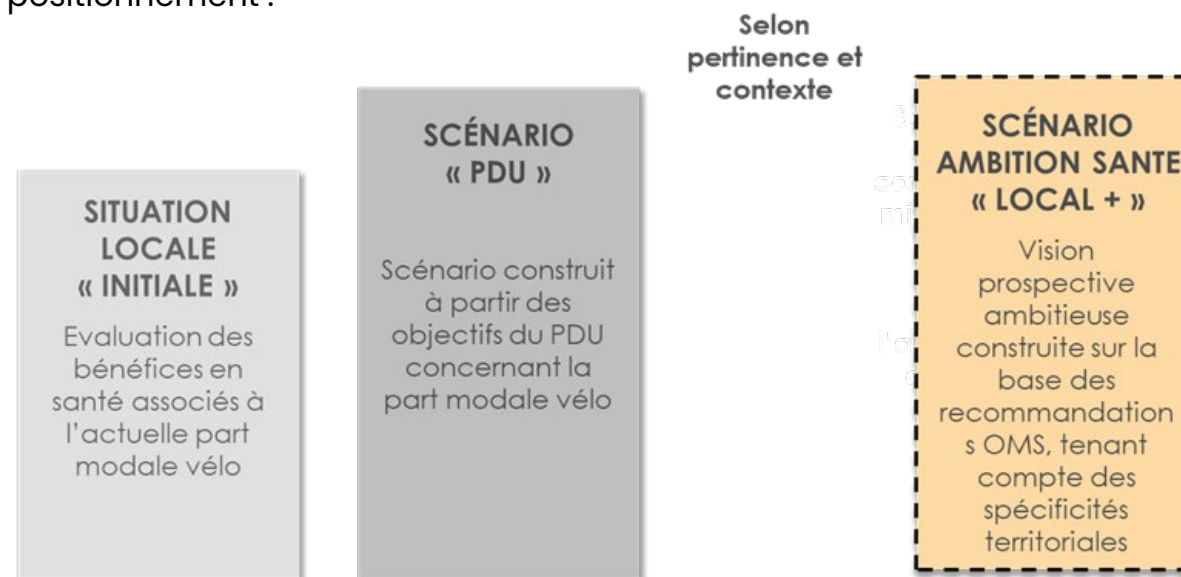 positionnement :
Selon
pertinence et
contexte
SITUATION
LOCALE
« INITIALE »
Evaluation des
bénéfices en
santé associés à
l'actuelle part
modale vélo
SCÉNARIO
« PDU »
Scénario construit
à partir des
objectifs du PDU
concernant la
part modale vélo
SCÉNARIO
AMBITION SANTE
« LOCAL + »
Vision
prospective
ambitieuse
construite sur la
base des
recommandation
s OMS, tenant
compte des
spécificités
territoriales